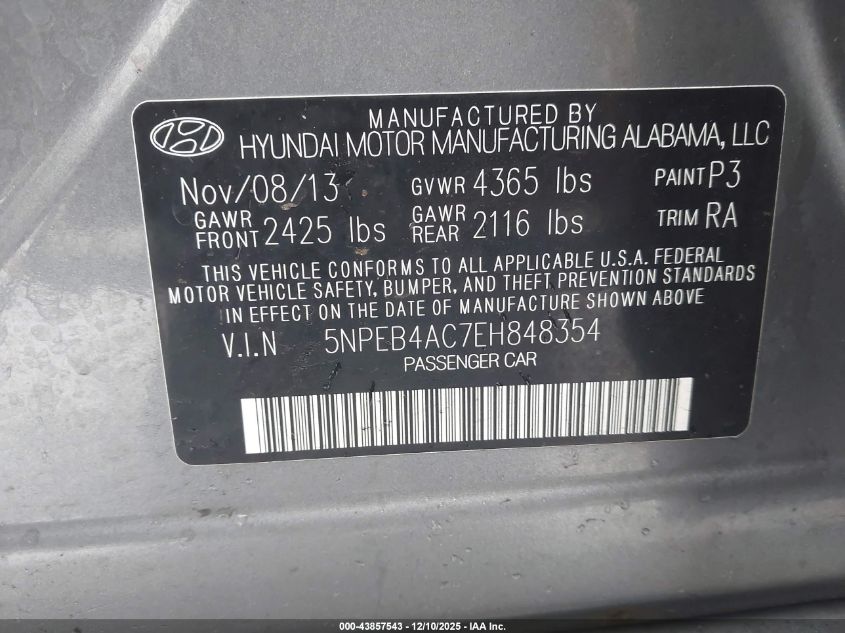 MANUFACTURED BY
HYUNDAI MOTOR MANUFACTURING ALABAMA, LLC
Nov/08/13 GVWR 4365 lbs PAINT P3
GAWR FRONT 2425 lbs GAWR REAR 2116 lbs TRIM RA
THIS VEHICLE CONFORMS TO ALL APPLICABLE U.S.A. FEDERAL
MOTOR VEHICLE SAFETY, BUMPER, AND THEFT PREVENTION STANDARDS
IN EFFECT ON THE DATE OF MANUFACTURE SHOWN ABOVE
V.I.N 5NPEB4AC7EH848354
PASSENGER CAR
000-43857543 — 12/10/2025 — IAA Inc.